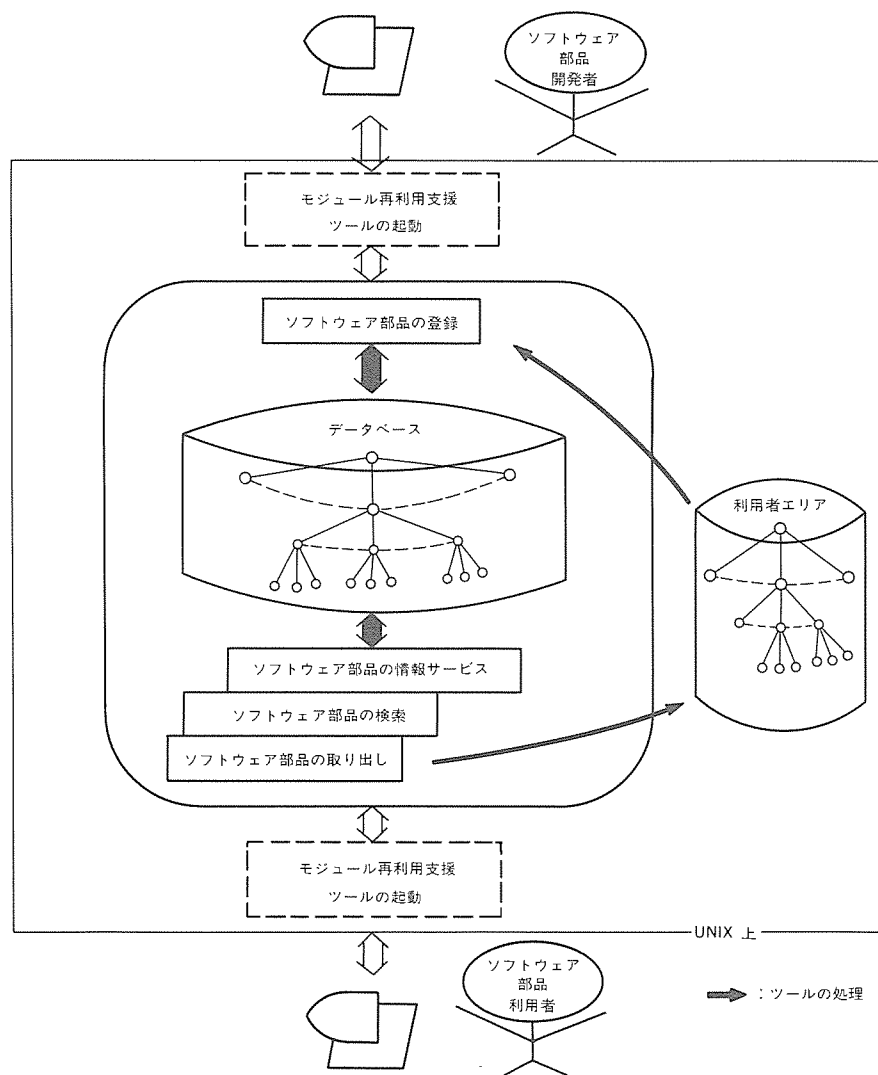 ソフトウェア
部品
開発者
モジュール再利用支援
ツールの起動
ソフトウェア部品の登録
データベース
利用者エリア
ソフトウェア部品の情報サービス
ソフトウェア部品の検索
ソフトウェア部品の取り出し
モジュール再利用支援
ツールの起動
UNIX 上
ソフトウェア
部品
利用者
：ツールの処理